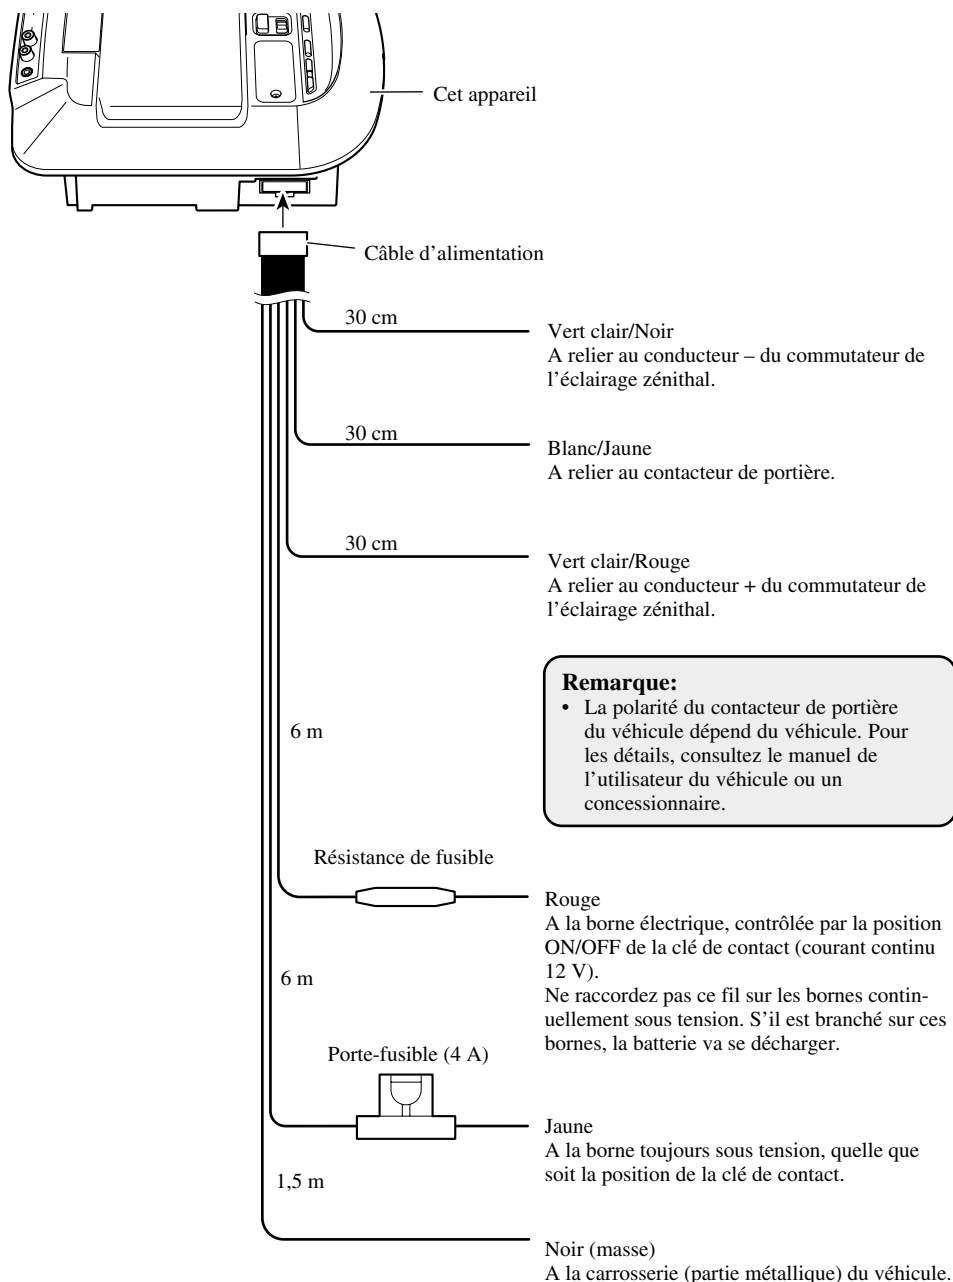 Cet appareil
Câble d’alimentation
30 cm
Vert clair/Noir
A relier au conducteur – du commutateur de
l’éclairage zénithal.
30 cm
Blanc/Jaune
A relier au contacteur de portière.
30 cm
Vert clair/Rouge
A relier au conducteur + du commutateur de
l’éclairage zénithal.
Remarque:
• La polarité du contacteur de portière
du véhicule dépend du véhicule. Pour
les détails, consultez le manuel de
l’utilisateur du véhicule ou un
concessionnaire.
6 m
Résistance de fusible
Rouge
A la borne électrique, contrôlée par la position
ON/OFF de la clé de contact (courant continu
12 V).
Ne raccordez pas ce fil sur les bornes contin-
uellement sous tension. S’il est branché sur ces
bornes, la batterie va se décharger.
6 m
Porte-fusible (4 A)
Jaune
A la borne toujours sous tension, quelle que
soit la position de la clé de contact.
1,5 m
Noir (masse)
A la carrosserie (partie métallique) du véhicule.